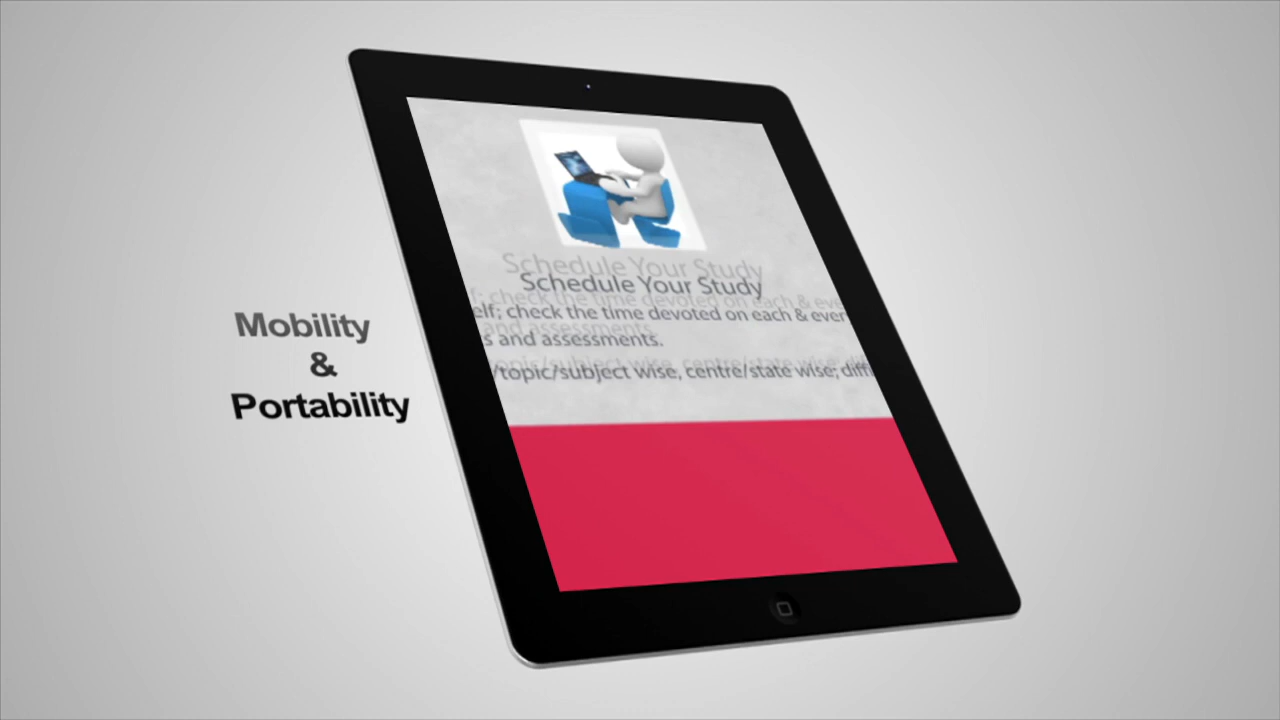 Mobility
&
Portability
Schedule Your Study
elf; check the time devoted on each & ever
s and assessments.
/topic/subject wise, centre/state wise; diffi